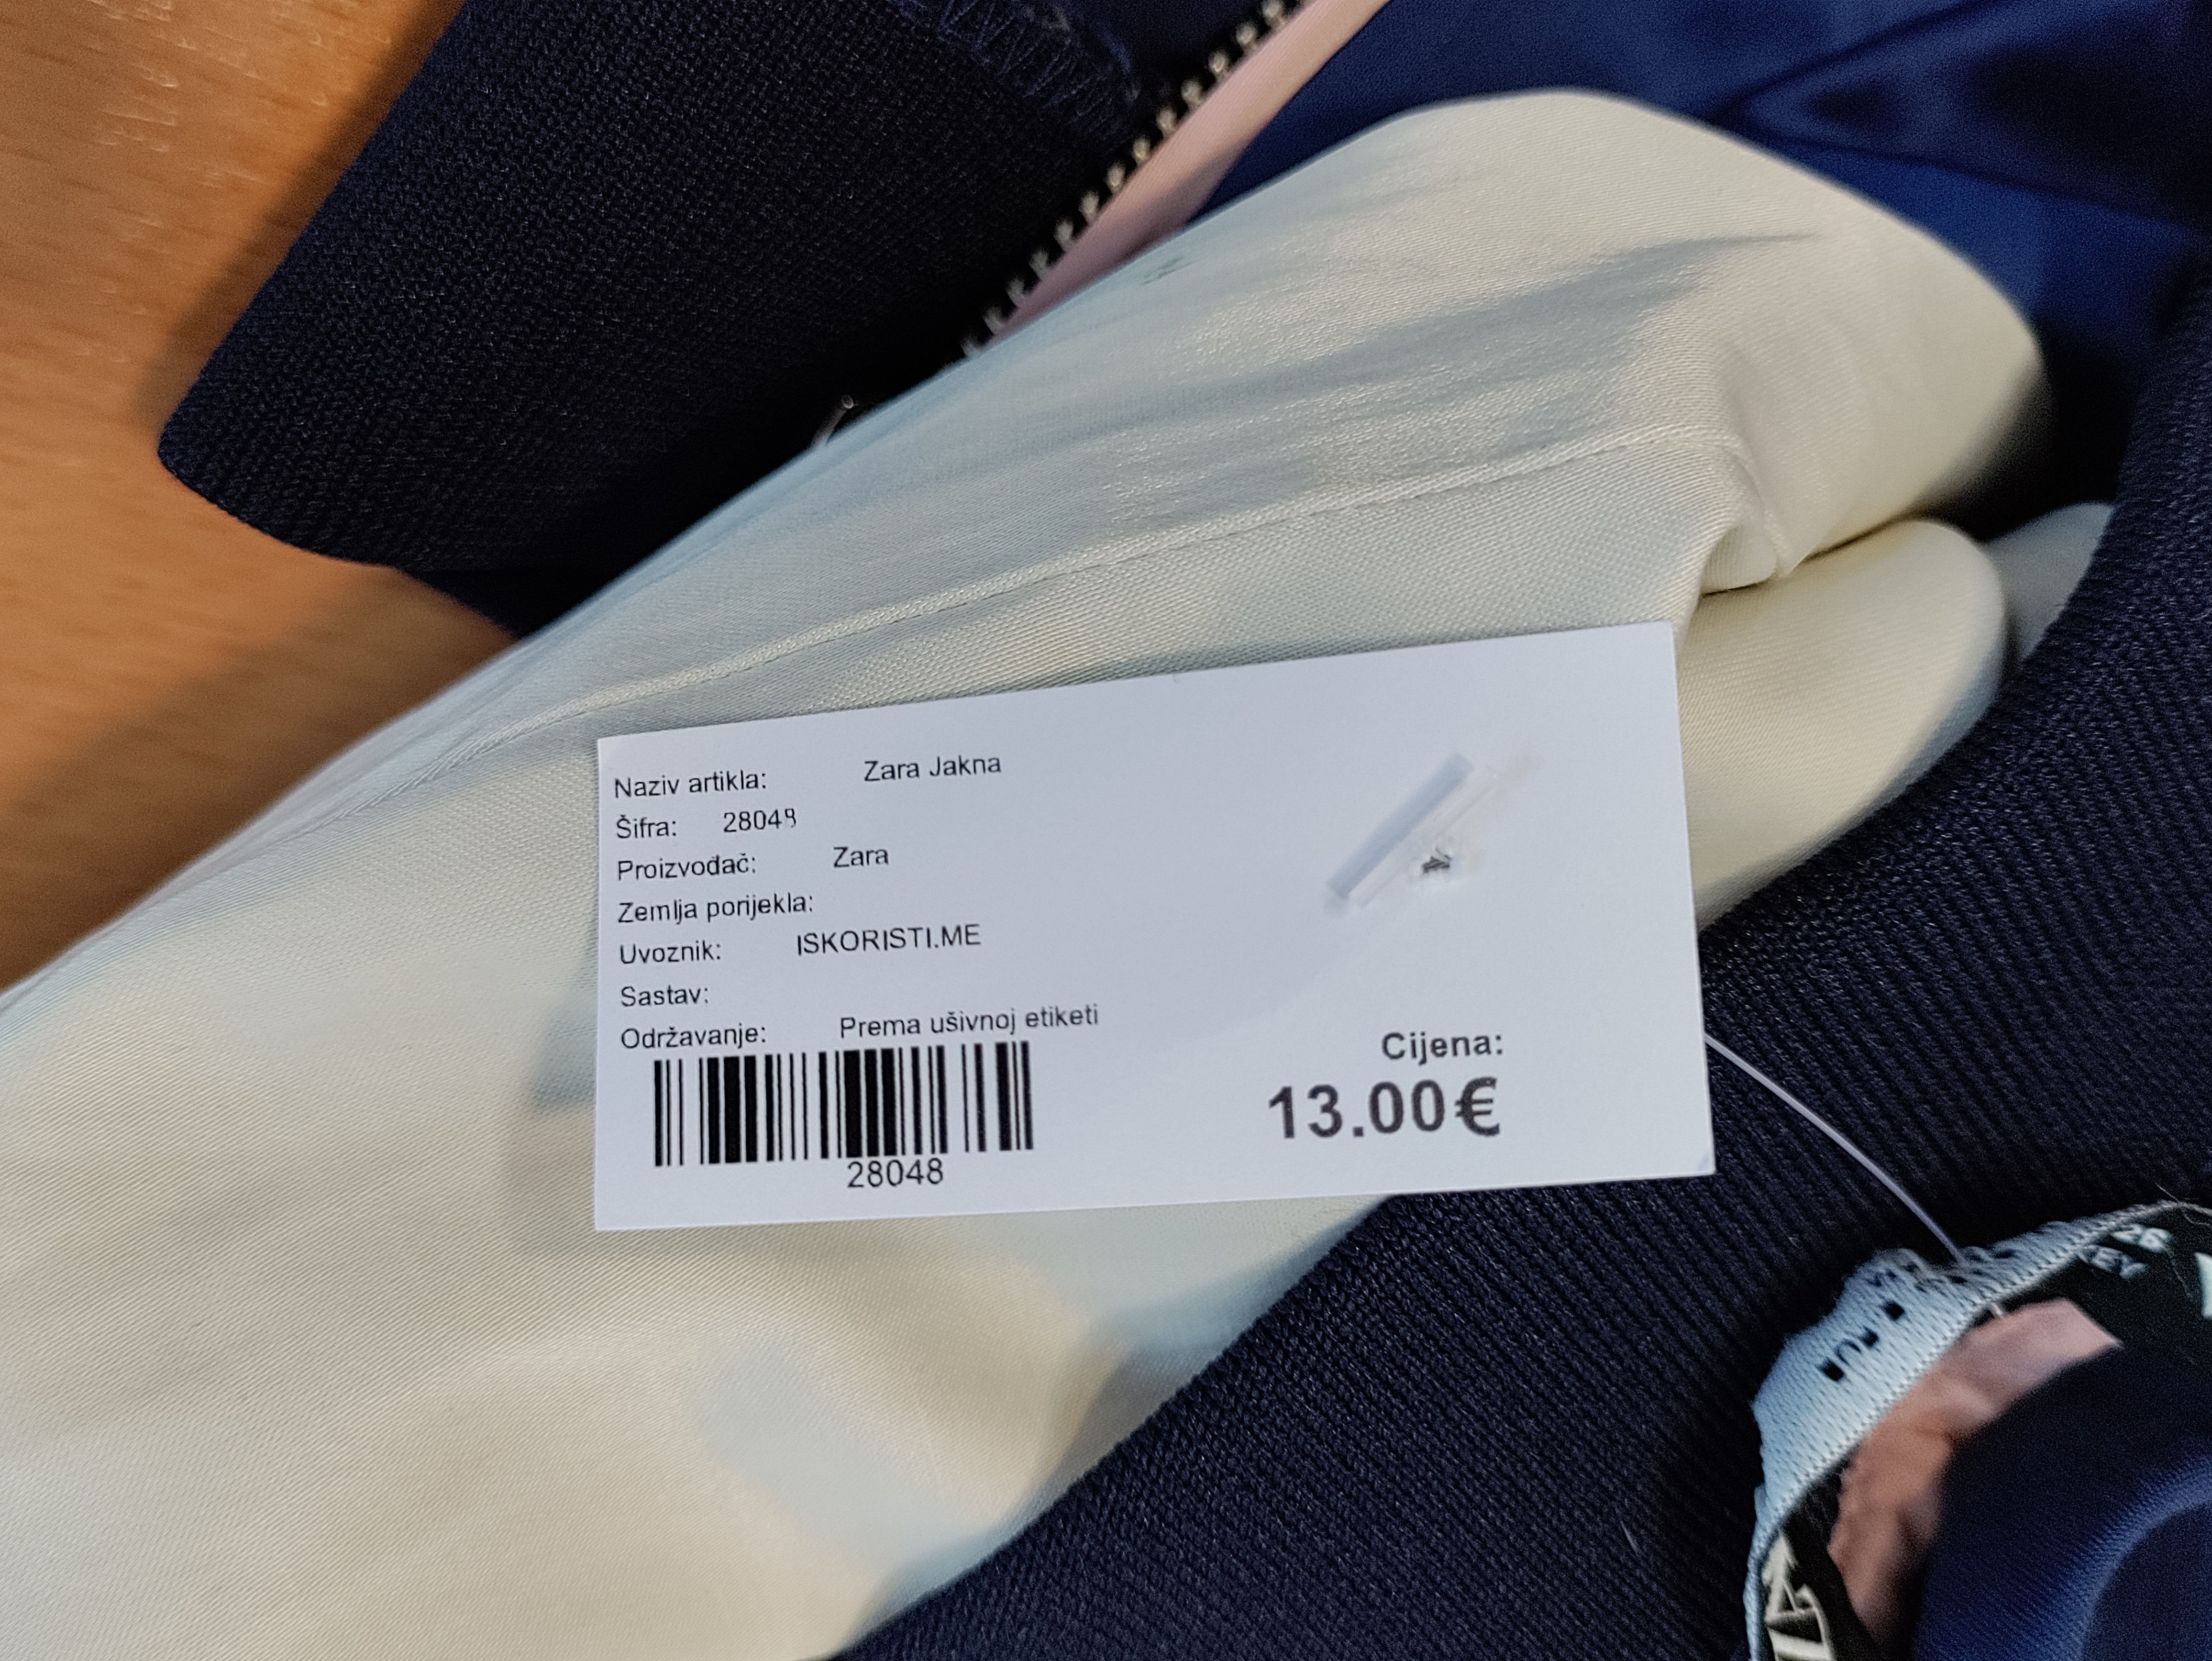 Naziv artikla: Zara Jakna
Šifra: 28048
Proizvođač: Zara
Zemlja porijekla:
Uvoznik: ISKORISTI.ME
Sastav:
Održavanje: Prema ušivnoj etiketi
28048
Cijena:
13.00€
EUR